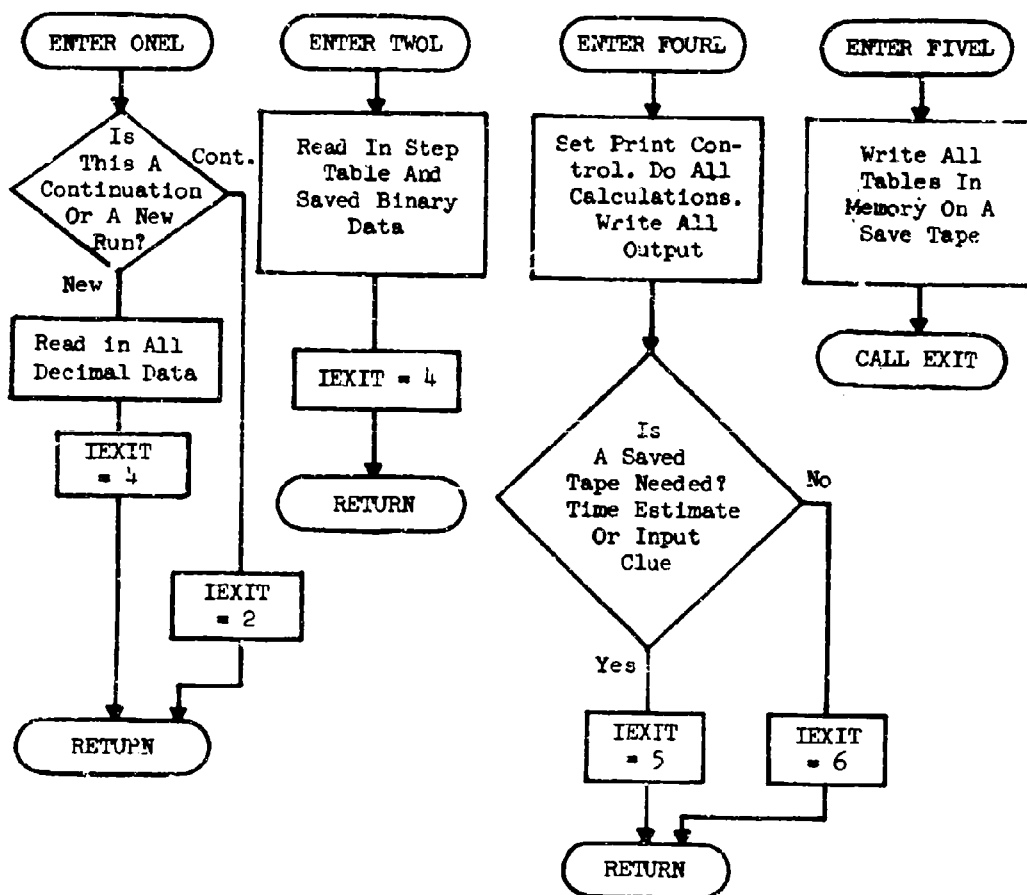 ENTER ONEL
Is
This A
Continuation
Or A New
Run?
Cont.
New
Read in All
Decimal Data
IEXIT
= 4
IEXIT
= 2
RETURN
ENTER TWOL
Read In Step
Table And
Saved Binary
Data
IEXIT = 4
RETURN
ENTER FOURL
Set Print Con-
trol. Do All
Calculations.
Write All
Output
Is
A Saved
Tape Needed?
Time Estimate
Or Input
Clue
No
Yes
IEXIT
= 5
IEXIT
= 6
RETURN
ENTER FIVEL
Write All
Tables In
Memory On A
Save Tape
CALL EXIT